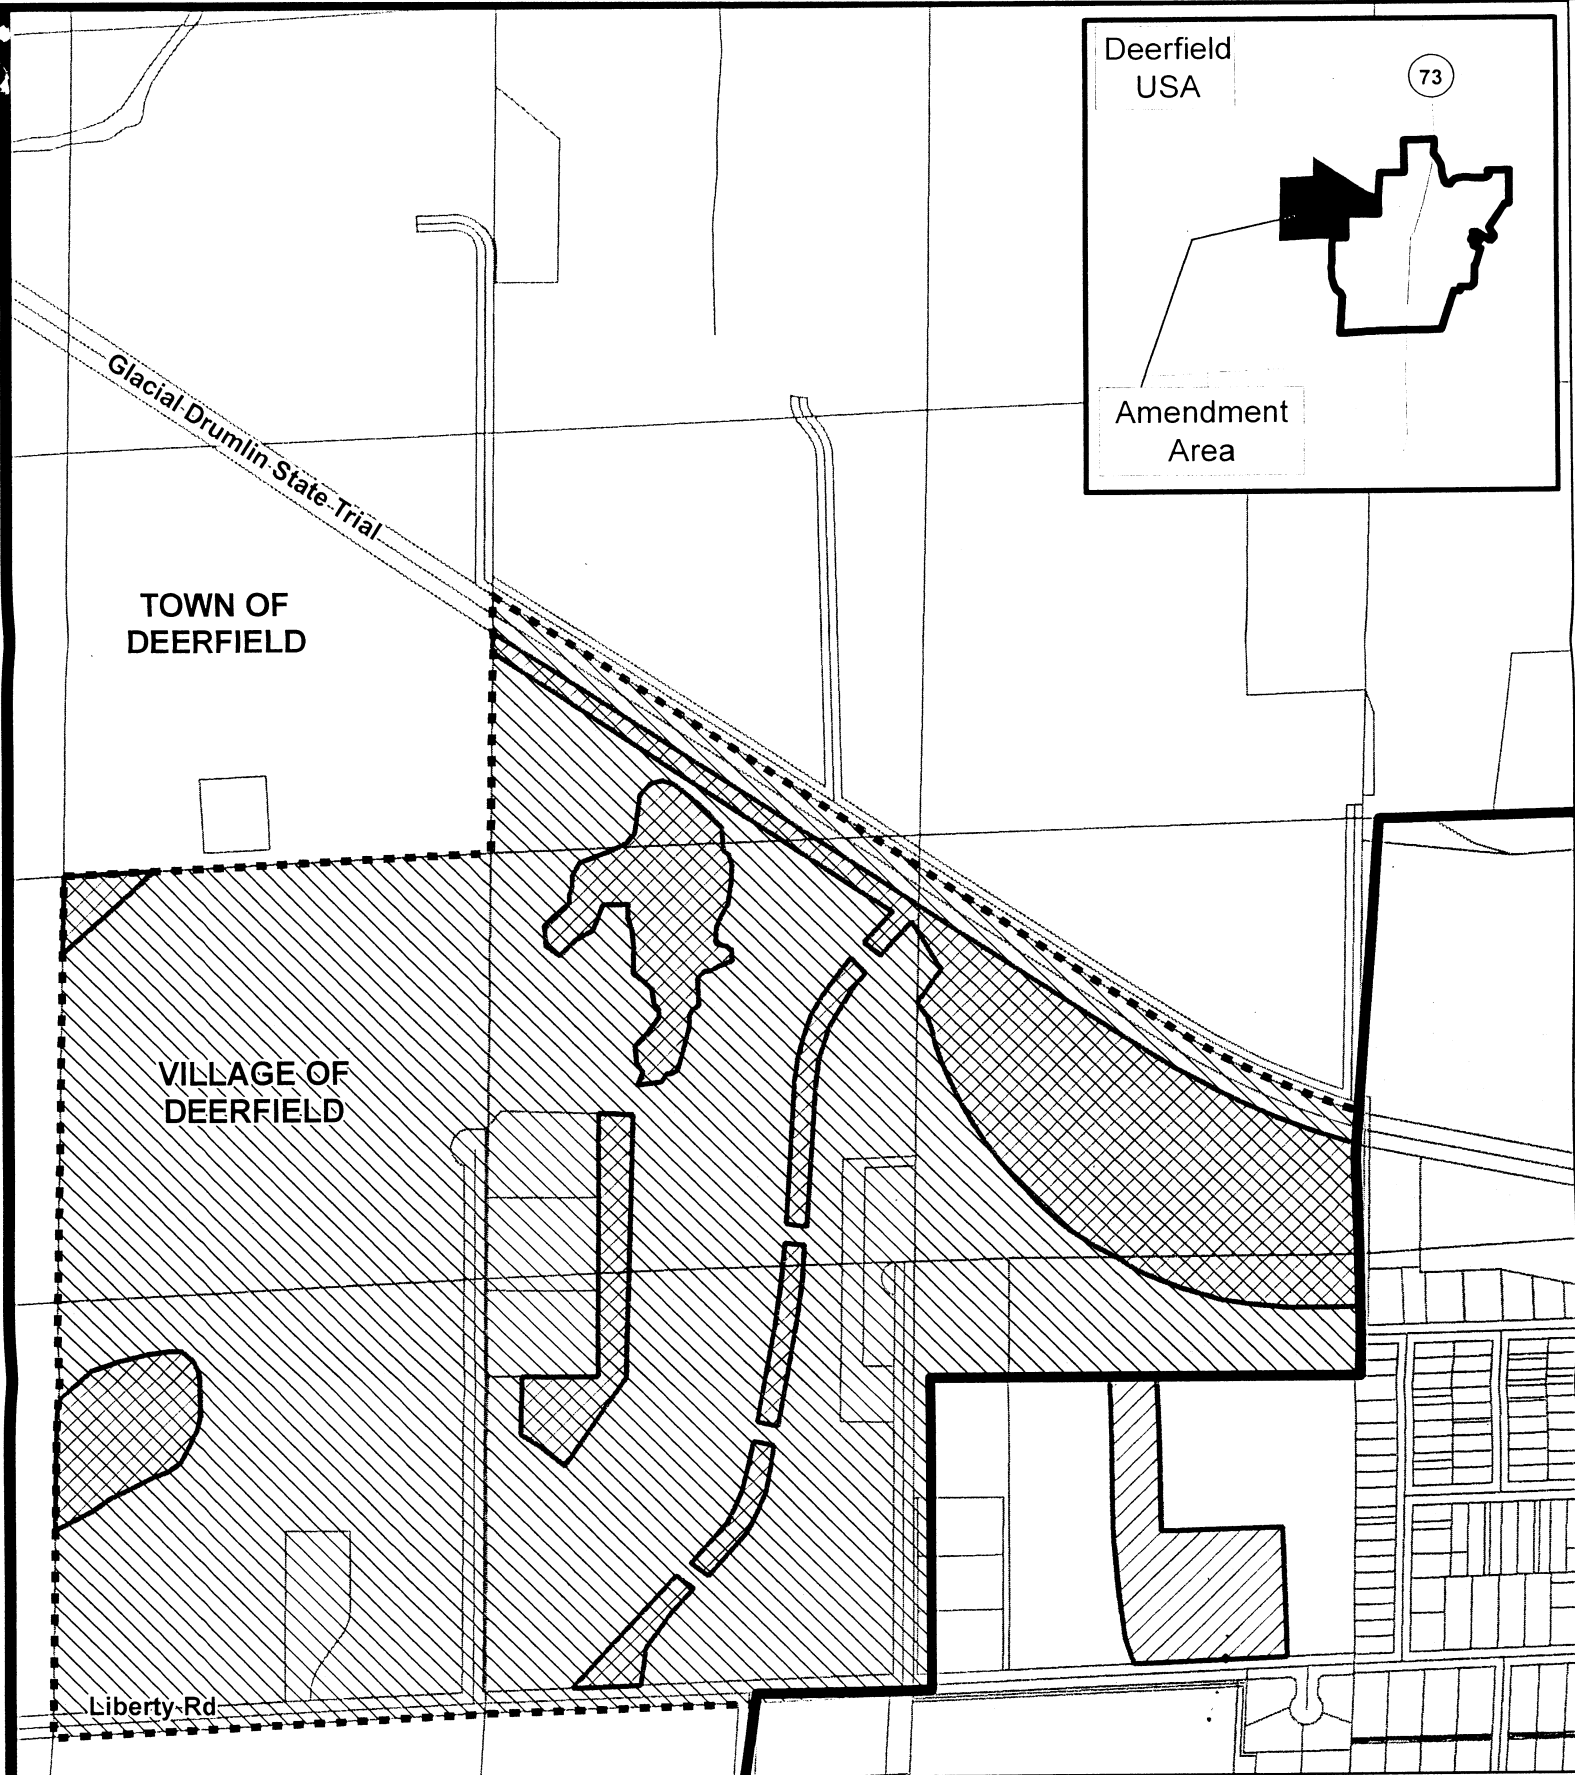 Deerfield
USA
73
Amendment
Area
Glacial Drumlin State Trial
TOWN OF
DEERFIELD
VILLAGE OF
DEERFIELD
Liberty Rd